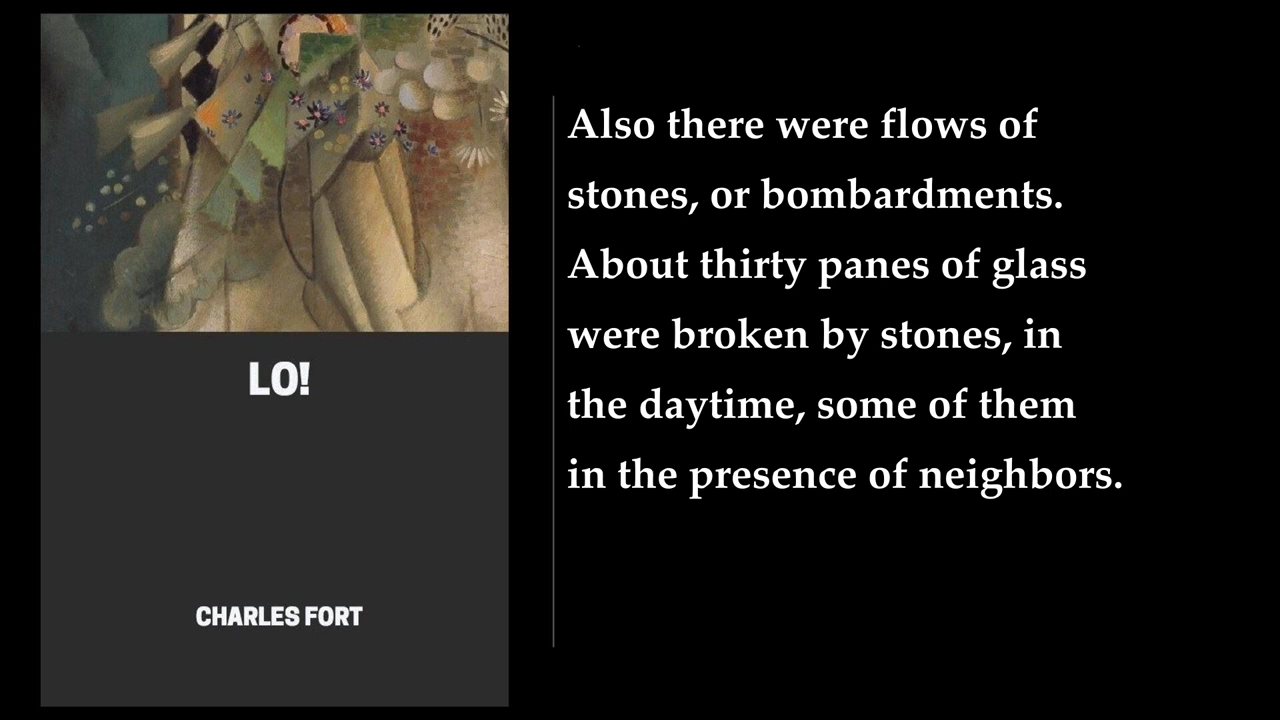 LO!
CHARLES FORT
Also there were flows of
stones, or bombardments.
About thirty panes of glass
were broken by stones, in
the daytime, some of them
in the presence of neighbors.